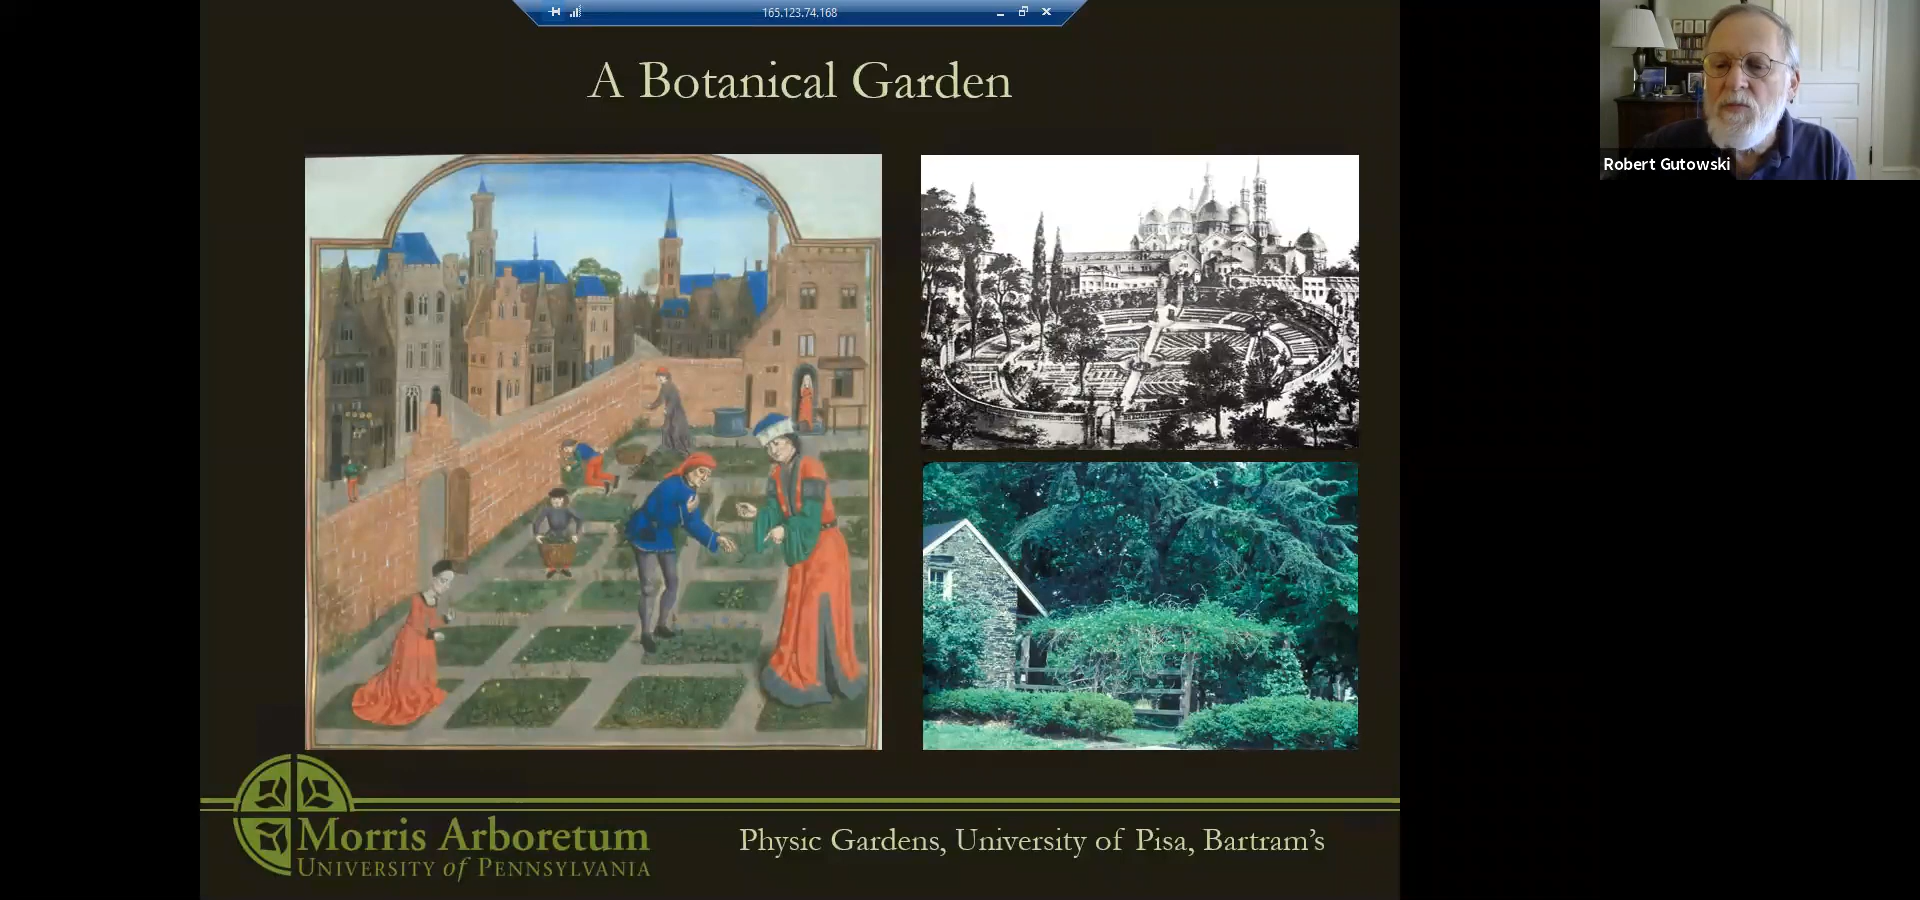 165.123.74.168
A Botanical Garden
Robert Gutowski
Morris Arboretum
UNIVERSITY of PENNSYLVANIA
Physic Gardens, University of Pisa, Bartram's